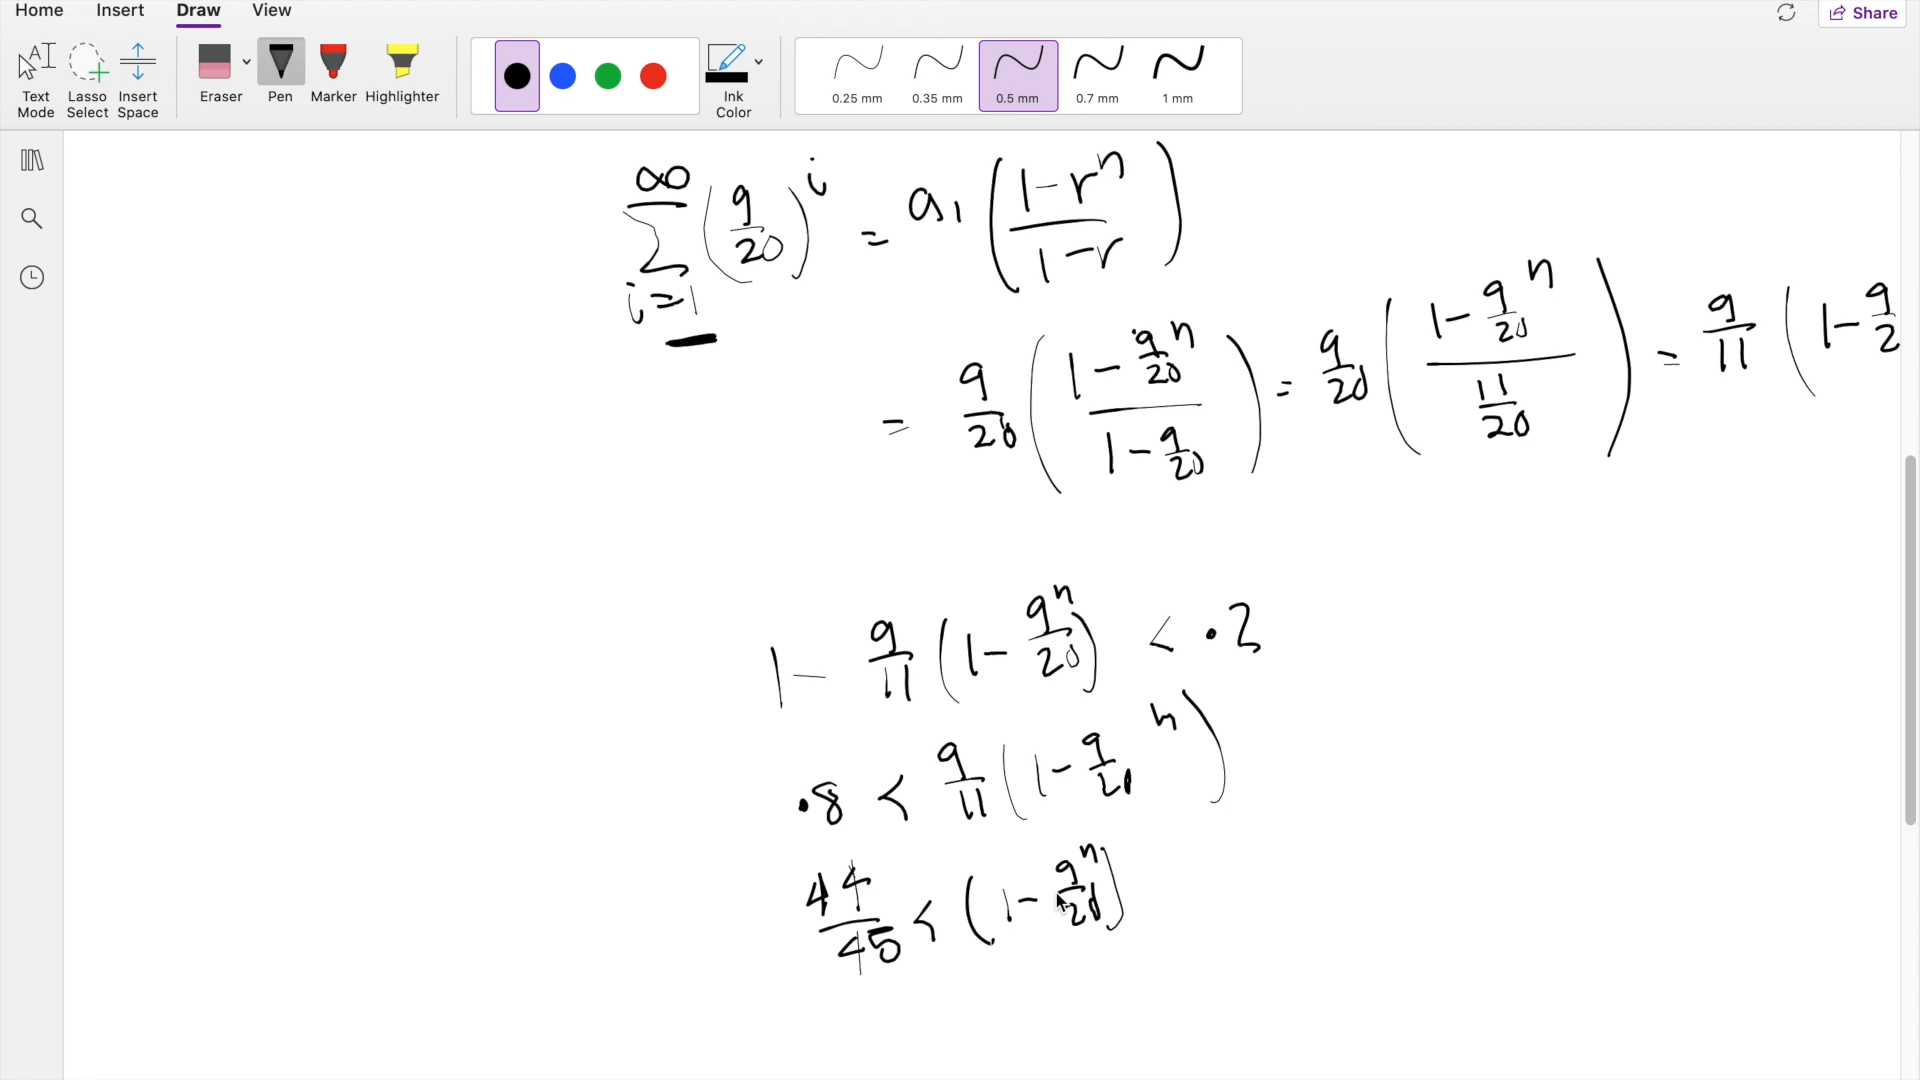 Home Insert Draw View
Share
Text Mode
Lasso Select
Insert Space
Eraser
Pen
Marker
Highlighter
Ink Color
0.25 mm
0.35 mm
0.5 mm
0.7 mm
1 mm
∞ ∑ i=1 (9/20)^i = a₁ ((1-r^n)/(1-r))
= 9/20 ((1 - 9/20^n)/(1 - 9/20)) = 9/20 ((1 - 9/20^n)/(11/20)) = 9/11 (1 - 9/2
1 - 9/11 (1 - 9^n/20) < .2
.8 < 9/11 (1 - 9/20^n)
44/45 < (1 - 9^n/20)